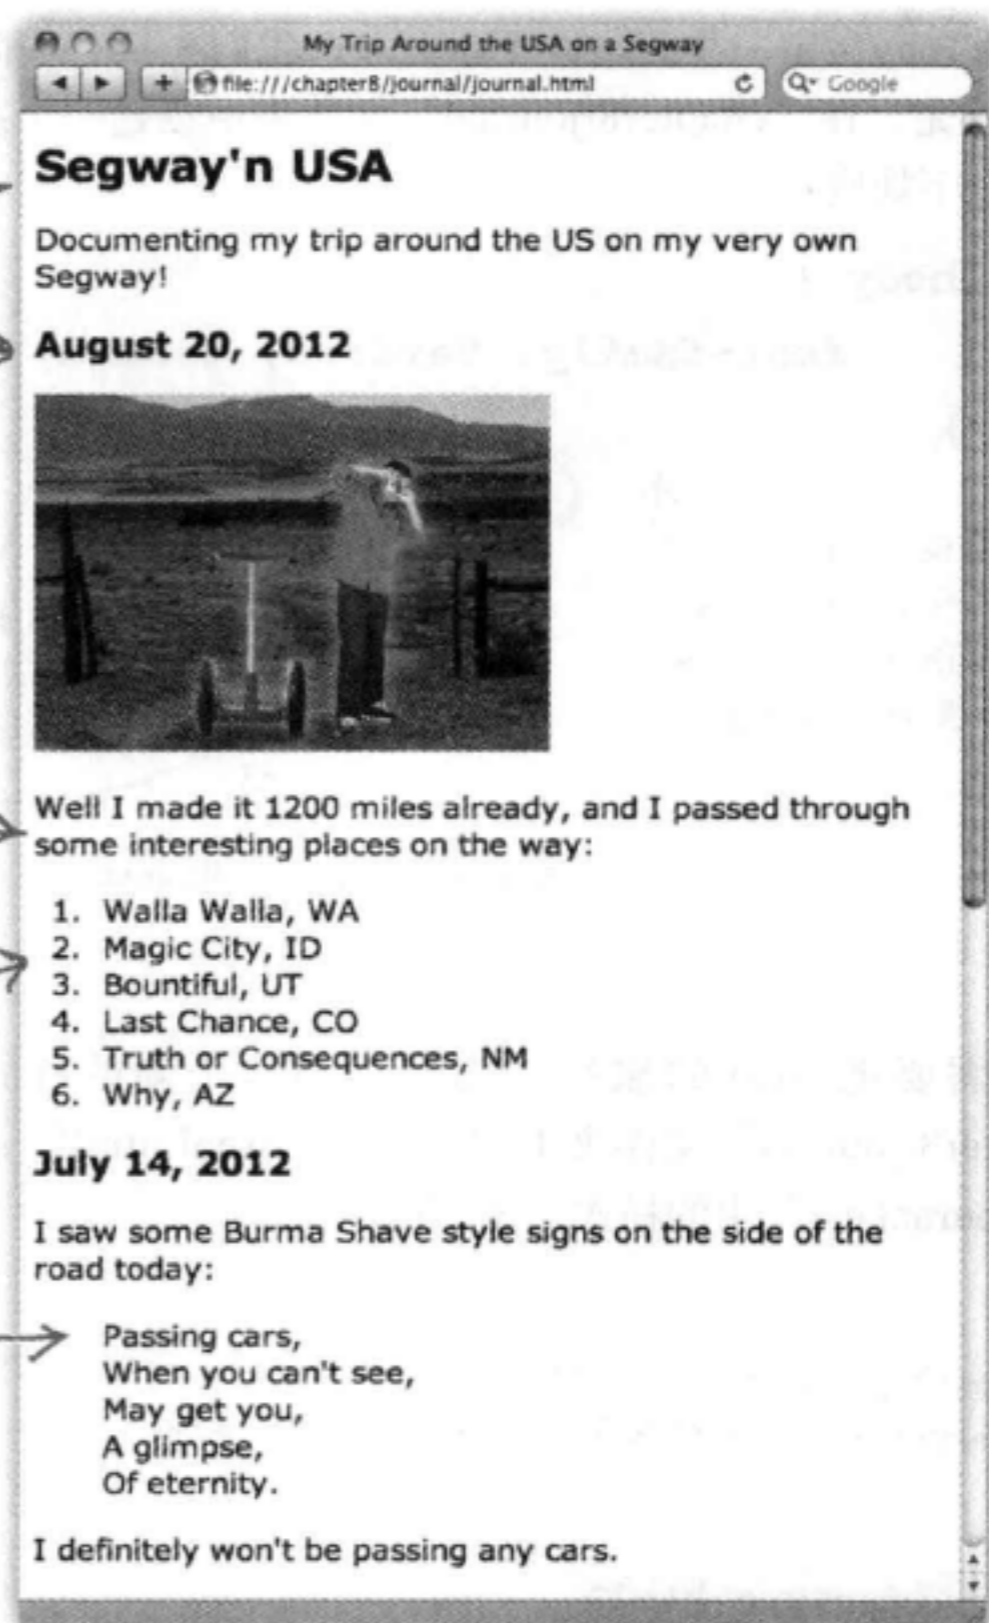 My Trip Around the USA on a Segway
file:///chapter8/journal/journal.html
Google
Segway'n USA
Documenting my trip around the US on my very own
Segway!
August 20, 2012
Well I made it 1200 miles already, and I passed through
some interesting places on the way:
1. Walla Walla, WA
2. Magic City, ID
3. Bountiful, UT
4. Last Chance, CO
5. Truth or Consequences, NM
6. Why, AZ
July 14, 2012
I saw some Burma Shave style signs on the side of the
road today:
Passing cars,
When you can't see,
May get you,
A glimpse,
Of eternity.
I definitely won't be passing any cars.